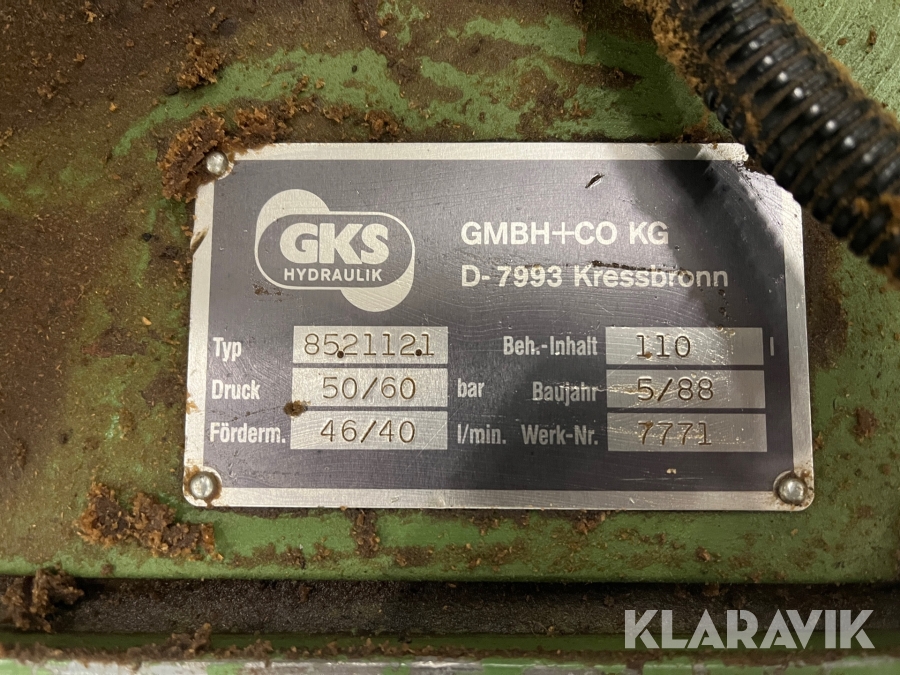 GKS
HYDRAULIK
GMBH+CO KG
D-7993 Kressbronn
Typ 8521121 Beh.-Inhalt 110 l
Druck 50/60 bar Baujahr 5/88
Förderm. 46/40 l/min. Werk-Nr. 7771
KLARAVIK